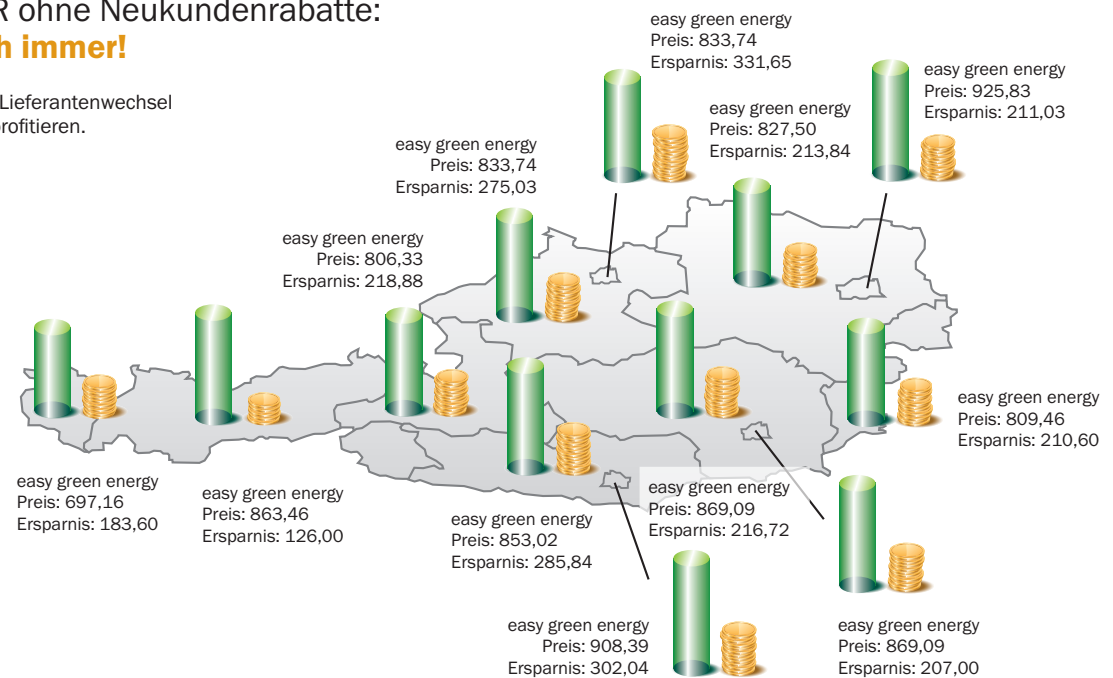 R ohne Neukundenrabatte:
h immer!
Lieferantenwechsel
profitieren.
easy green energy
Preis: 833,74
Ersparnis: 331,65
easy green energy
Preis: 925,83
Ersparnis: 211,03
easy green energy
Preis: 827,50
Ersparnis: 213,84
easy green energy
Preis: 833,74
Ersparnis: 275,03
easy green energy
Preis: 806,33
Ersparnis: 218,88
easy green energy
Preis: 809,46
Ersparnis: 210,60
easy green energy
Preis: 697,16
Ersparnis: 183,60
easy green energy
Preis: 863,46
Ersparnis: 126,00
easy green energy
Preis: 853,02
Ersparnis: 285,84
easy green energy
Preis: 869,09
Ersparnis: 216,72
easy green energy
Preis: 908,39
Ersparnis: 302,04
easy green energy
Preis: 869,09
Ersparnis: 207,00